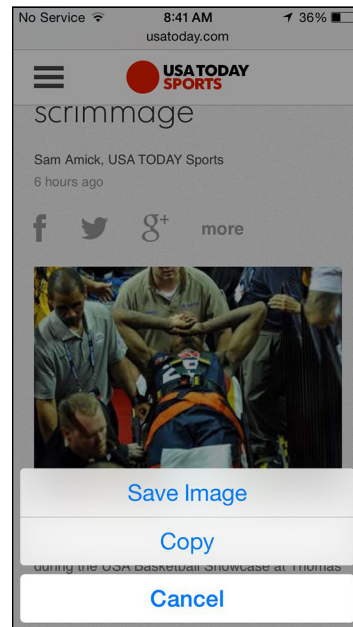 No Service 8:41 AM 36%
usatoday.com
USA TODAY
SPORTS
scrimmage
Sam Amick, USA TODAY Sports
6 hours ago
f g+ more
Save Image
Copy
during the USA Basketball Showcase at Thomas
Cancel